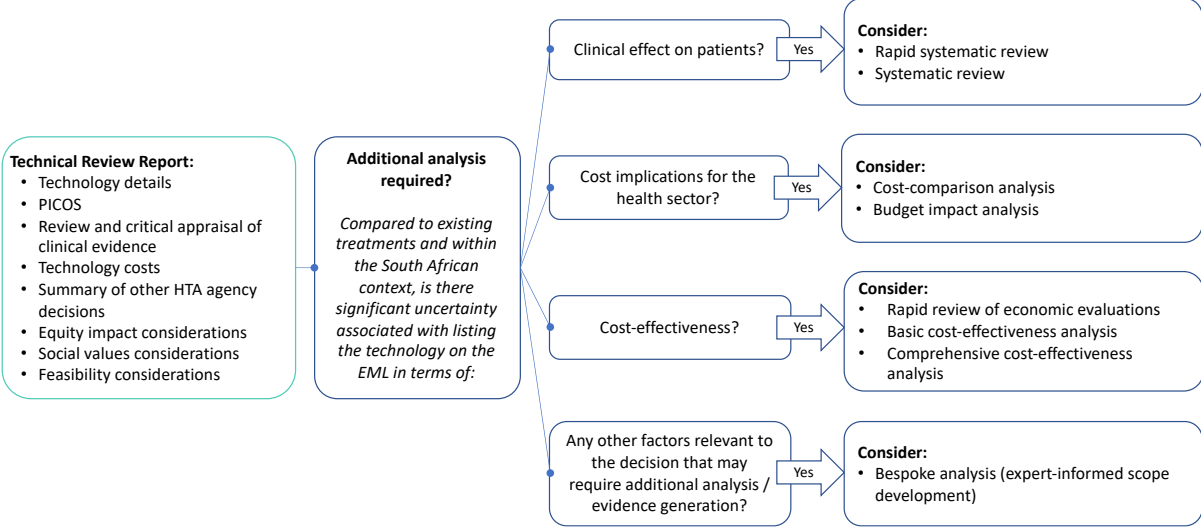 Technical Review Report:
• Technology details
• PICOS
• Review and critical appraisal of
clinical evidence
• Technology costs
• Summary of other HTA agency
decisions
• Equity impact considerations
• Social values considerations
• Feasibility considerations
Additional analysis
required?
Compared to existing
treatments and within
the South African
context, is there
significant uncertainty
associated with listing
the technology on the
EML in terms of:
Clinical effect on patients?
Yes
Consider:
• Rapid systematic review
• Systematic review
Cost implications for the
health sector?
Yes
Consider:
• Cost-comparison analysis
• Budget impact analysis
Cost-effectiveness?
Yes
Consider:
• Rapid review of economic evaluations
• Basic cost-effectiveness analysis
• Comprehensive cost-effectiveness
analysis
Any other factors relevant to
the decision that may
require additional analysis /
evidence generation?
Yes
Consider:
• Bespoke analysis (expert-informed scope
development)